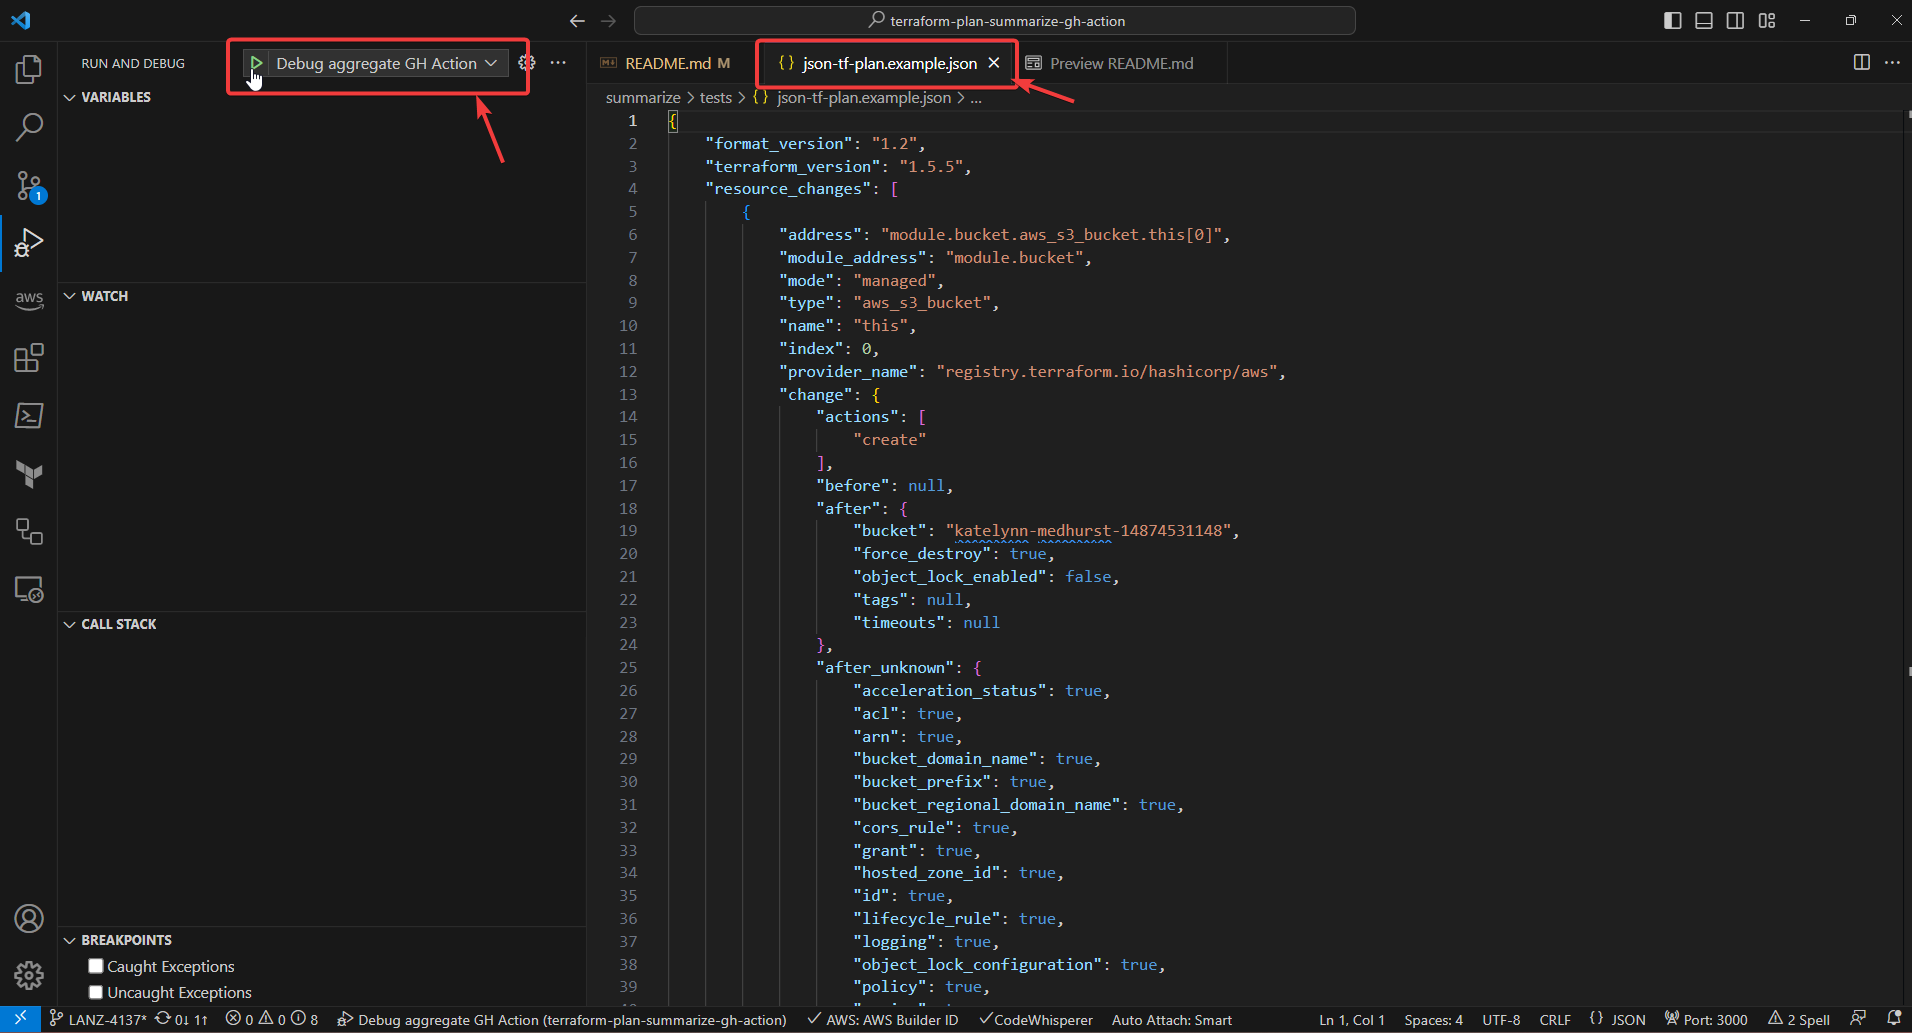 terraform-plan-summarize-gh-action
RUN AND DEBUG
Debug aggregate GH Action
README.md M
{} json-tf-plan.example.json
Preview README.md
VARIABLES
summarize > tests > {} json-tf-plan.example.json > ...
1 {
2 "format_version": "1.2",
3 "terraform_version": "1.5.5",
4 "resource_changes": [
5 {
6 "address": "module.bucket.aws_s3_bucket.this[0]",
7 "module_address": "module.bucket",
8 "mode": "managed",
9 "type": "aws_s3_bucket",
10 "name": "this",
11 "index": 0,
12 "provider_name": "registry.terraform.io/hashicorp/aws",
13 "change": {
14 "actions": [
15 "create"
16 ],
17 "before": null,
18 "after": {
19 "bucket": "katelynn-medhurst-14874531148",
20 "force_destroy": true,
21 "object_lock_enabled": false,
22 "tags": null,
23 "timeouts": null
24 },
25 "after_unknown": {
26 "acceleration_status": true,
27 "acl": true,
28 "arn": true,
29 "bucket_domain_name": true,
30 "bucket_prefix": true,
31 "bucket_regional_domain_name": true,
32 "cors_rule": true,
33 "grant": true,
34 "hosted_zone_id": true,
35 "id": true,
36 "lifecycle_rule": true,
37 "logging": true,
38 "object_lock_configuration": true,
39 "policy": true,
1
aws
WATCH
CALL STACK
BREAKPOINTS
Caught Exceptions
Uncaught Exceptions
LANZ-4137* 0↓ 1↑ 0 0 8 Debug aggregate GH Action (terraform-plan-summarize-gh-action) AWS: AWS Builder ID CodeWhisperer Auto Attach: Smart Ln 1, Col 1 Spaces: 4 UTF-8 CRLF {} JSON Port: 3000 2 Spell